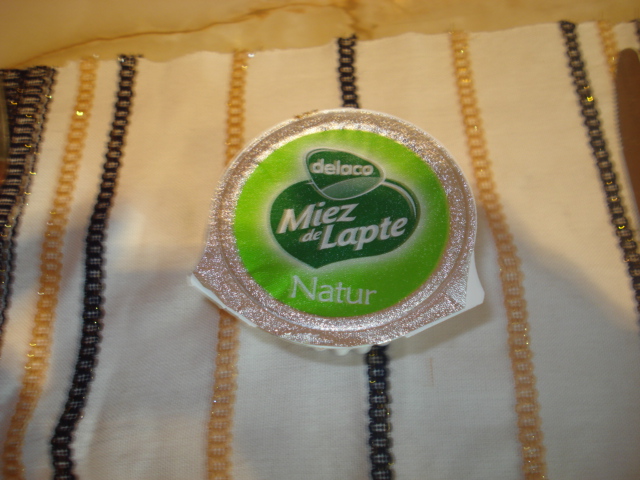 delaco
Miez
de Lapte
Natur